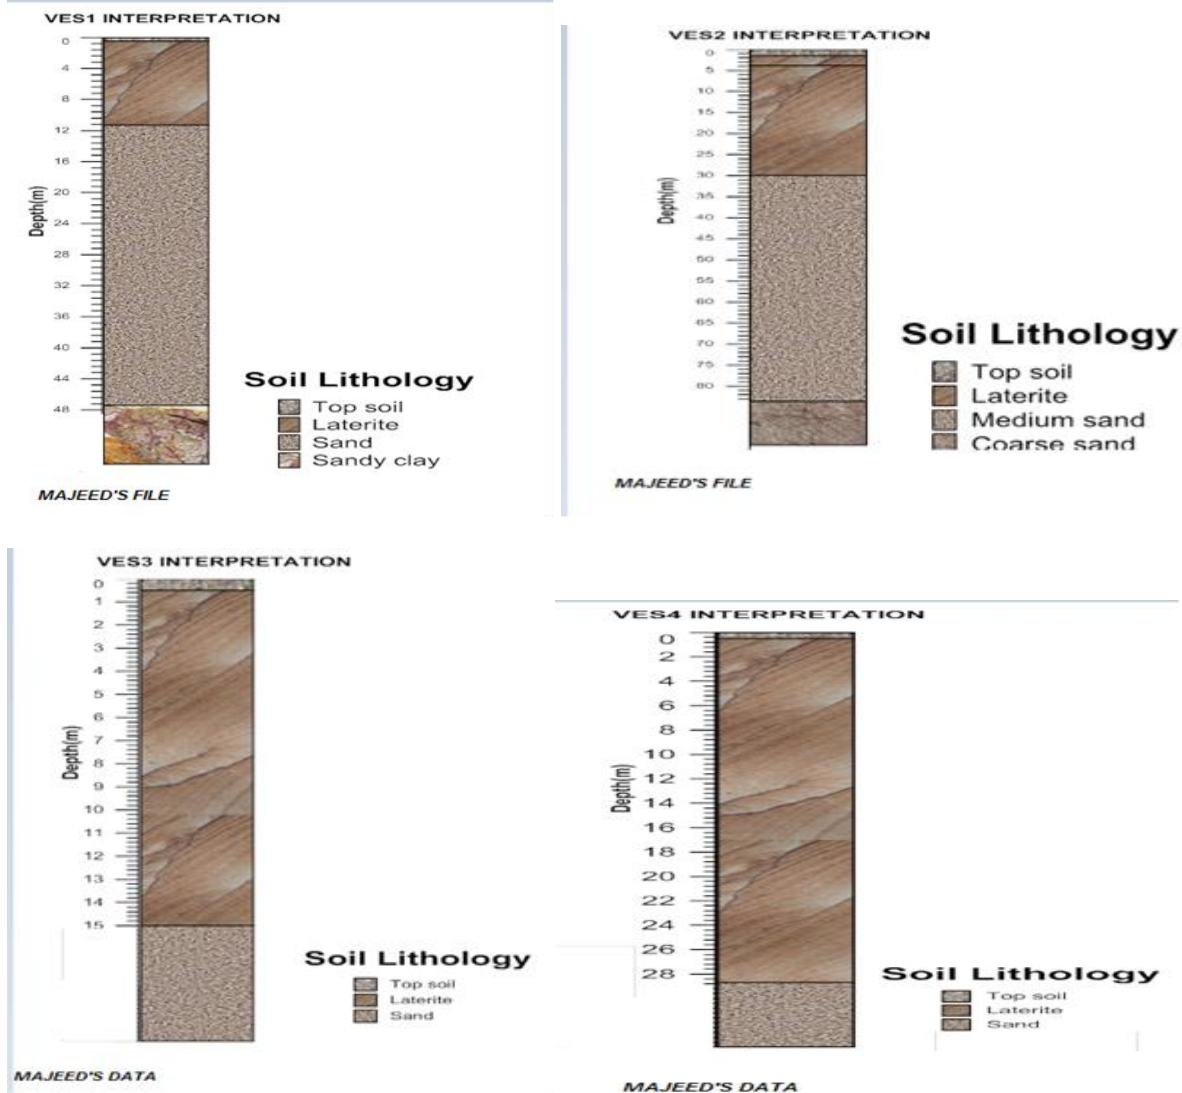 VES1 INTERPRETATION
0
4
8
12
16
20
24
28
32
36
40
44
48
Depth(m)
Soil Lithology
Top soil
Laterite
Sand
Sandy clay
MAJEED'S FILE
VES2 INTERPRETATION
0
5
10
15
20
25
30
35
40
45
50
55
60
65
70
75
80
Depth(m)
Soil Lithology
Top soil
Laterite
Medium sand
Coarse sand
MAJEED'S FILE
VES3 INTERPRETATION
0
1
2
3
4
5
6
7
8
9
10
11
12
13
14
15
Depth(m)
Soil Lithology
Top soil
Laterite
Sand
MAJEED'S DATA
VES4 INTERPRETATION
0
2
4
6
8
10
12
14
16
18
20
22
24
26
28
Depth(m)
Soil Lithology
Top soil
Laterite
Sand
MAJEED'S DATA